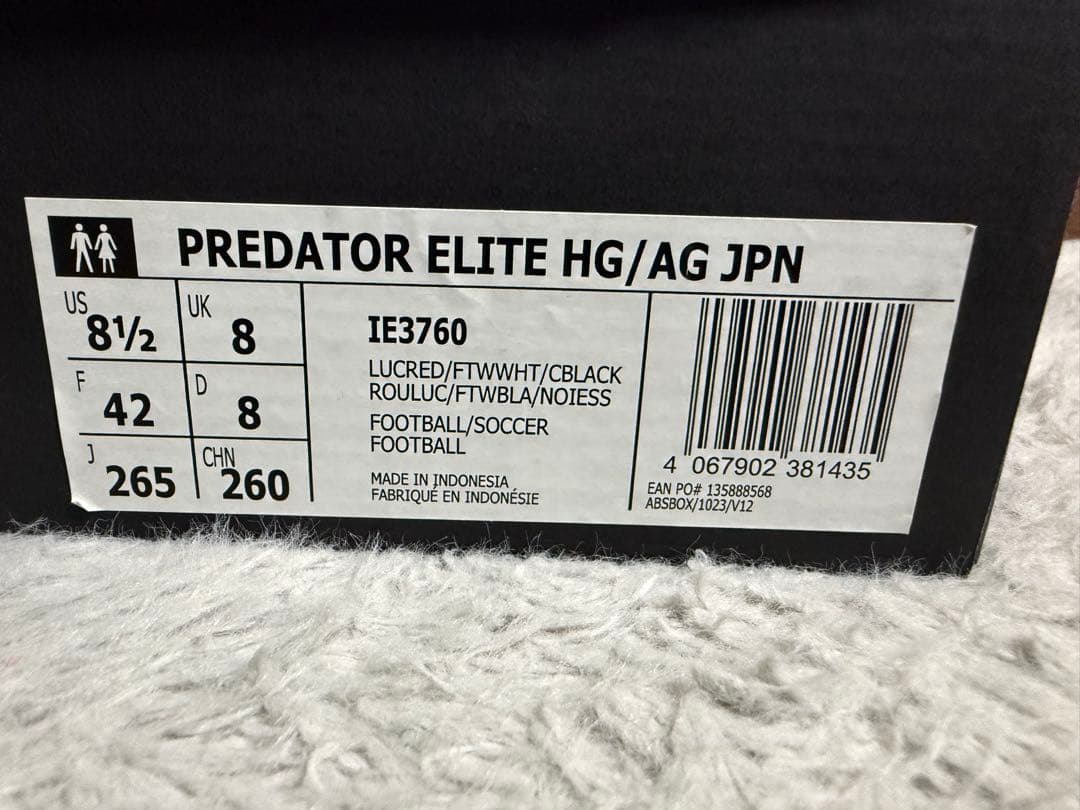 PREDATOR ELITE HG/AG JPN
US 8½ UK 8
F 42 D 8
J 265 CHN 260
IE3760
LUCRED/FTWWHT/CBLACK
ROULUC/FTWBLA/NOIESS
FOOTBALL/SOCCER
FOOTBALL
MADE IN INDONESIA
FABRIQUÉ EN INDONÉSIE
4 067902 381435
EAN PO# 135888568
ABSBOX/1023/V12